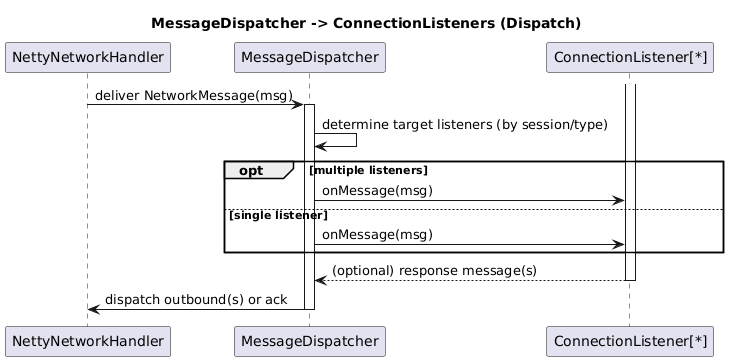 MessageDispatcher -> ConnectionListeners (Dispatch)
NettyNetworkHandler
MessageDispatcher
ConnectionListener[*]
deliver NetworkMessage(msg)
determine target listeners (by session/type)
opt
[multiple listeners]
onMessage(msg)
[single listener]
onMessage(msg)
(optional) response message(s)
dispatch outbound(s) or ack
NettyNetworkHandler
MessageDispatcher
ConnectionListener[*]